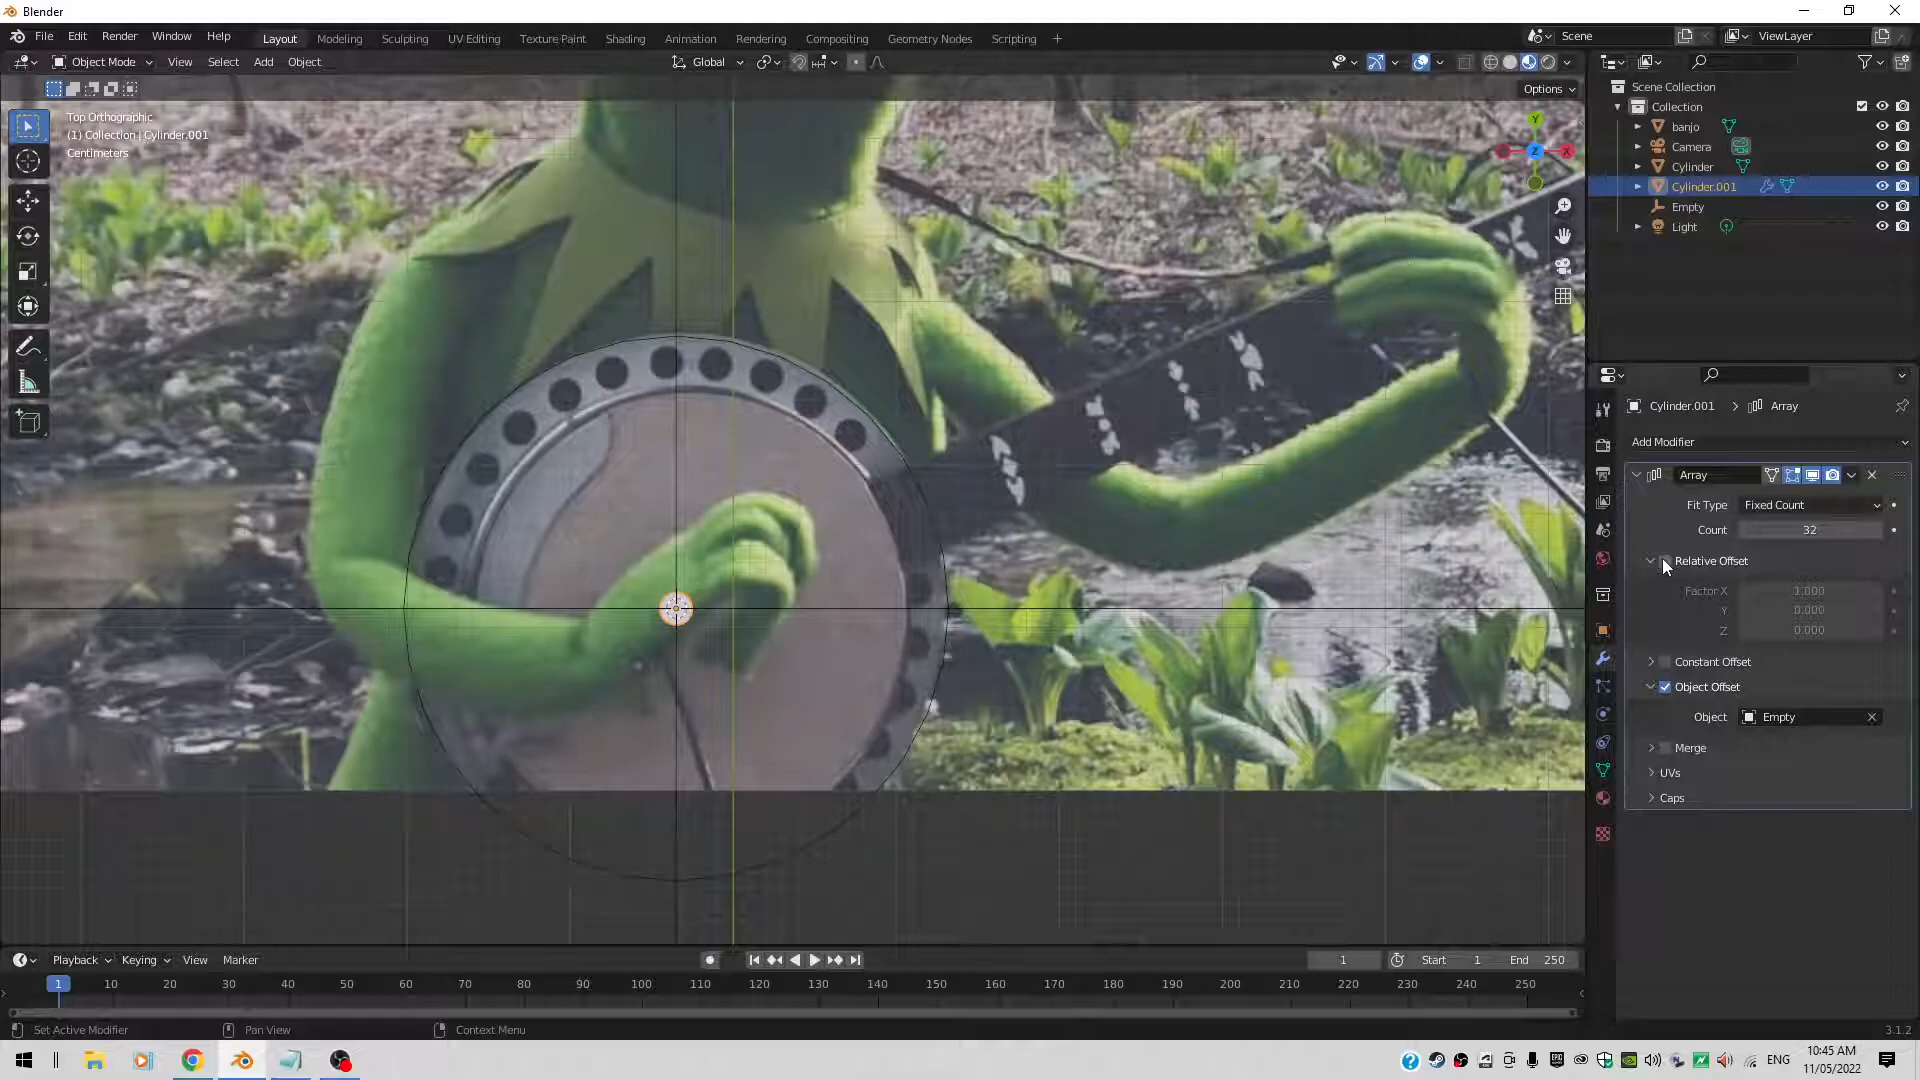 Blender
File Edit Render Window Help
Layout Modeling Sculpting UV Editing Texture Paint Shading Animation Rendering Compositing Geometry Nodes Scripting +
Scene ViewLayer
Object Mode View Select Add Object
Global
Options
Top Orthographic
(1) Collection | Cylinder.001
Centimeters
Y
X
Z
Scene Collection
Collection
banjo
Camera
Cylinder
Cylinder.001
Empty
Light
Cylinder.001 > Array
Add Modifier
Array
Fit Type Fixed Count
Count 32
Relative Offset
Factor X 1.000
Y 0.000
Z 0.000
Constant Offset
Object Offset
Object Empty
Merge
UVs
Caps
Playback Keying View Marker
1 Start 1 End 250
1 10 20 30 40 50 60 70 80 90 100 110 120 130 140 150 160 170 180 190 200 210 220 230 240 250
Set Active Modifier Pan View Context Menu
3.1.2
ENG
10:45 AM
11/05/2022